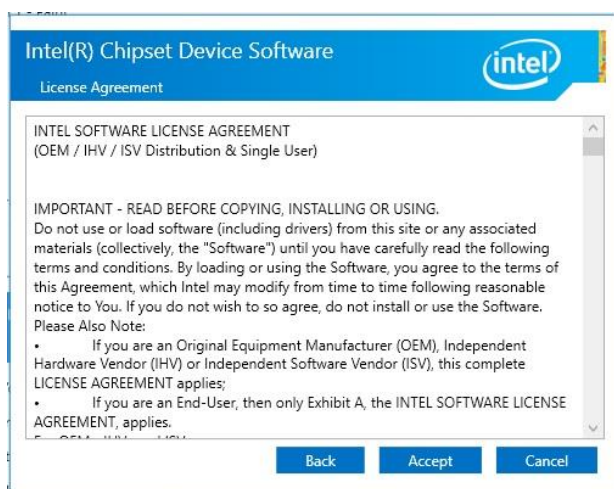 Intel(R) Chipset Device Software
intel
License Agreement
INTEL SOFTWARE LICENSE AGREEMENT
(OEM / IHV / ISV Distribution & Single User)
IMPORTANT - READ BEFORE COPYING, INSTALLING OR USING.
Do not use or load software (including drivers) from this site or any associated
materials (collectively, the "Software") until you have carefully read the following
terms and conditions. By loading or using the Software, you agree to the terms of
this Agreement, which Intel may modify from time to time following reasonable
notice to You. If you do not wish to so agree, do not install or use the Software.
Please Also Note:
• If you are an Original Equipment Manufacturer (OEM), Independent
Hardware Vendor (IHV) or Independent Software Vendor (ISV), this complete
LICENSE AGREEMENT applies;
• If you are an End-User, then only Exhibit A, the INTEL SOFTWARE LICENSE
AGREEMENT, applies.
Back Accept Cancel